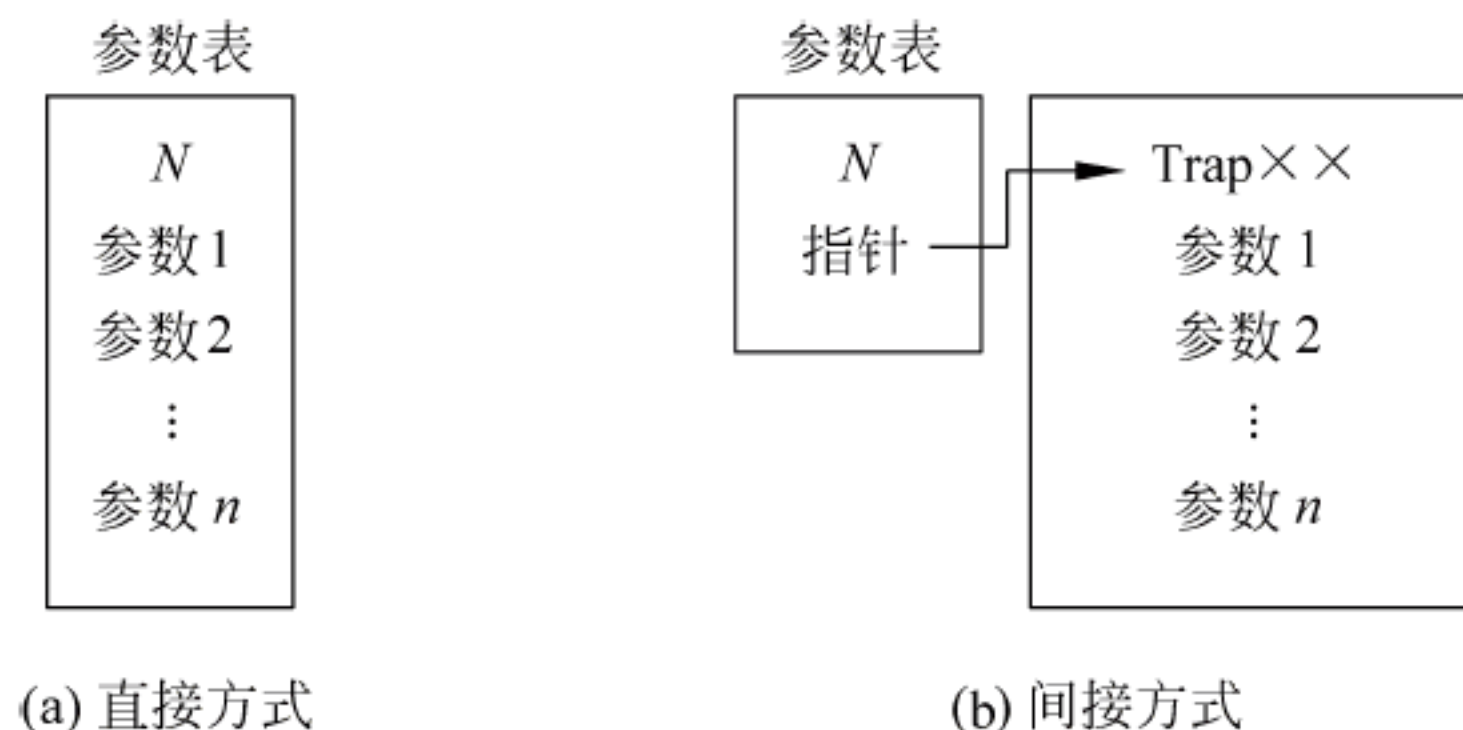 参数表
N
参数1
参数2
⋮
参数 n
(a) 直接方式
参数表
N
指针
Trap××
参数 1
参数 2
⋮
参数 n
(b) 间接方式